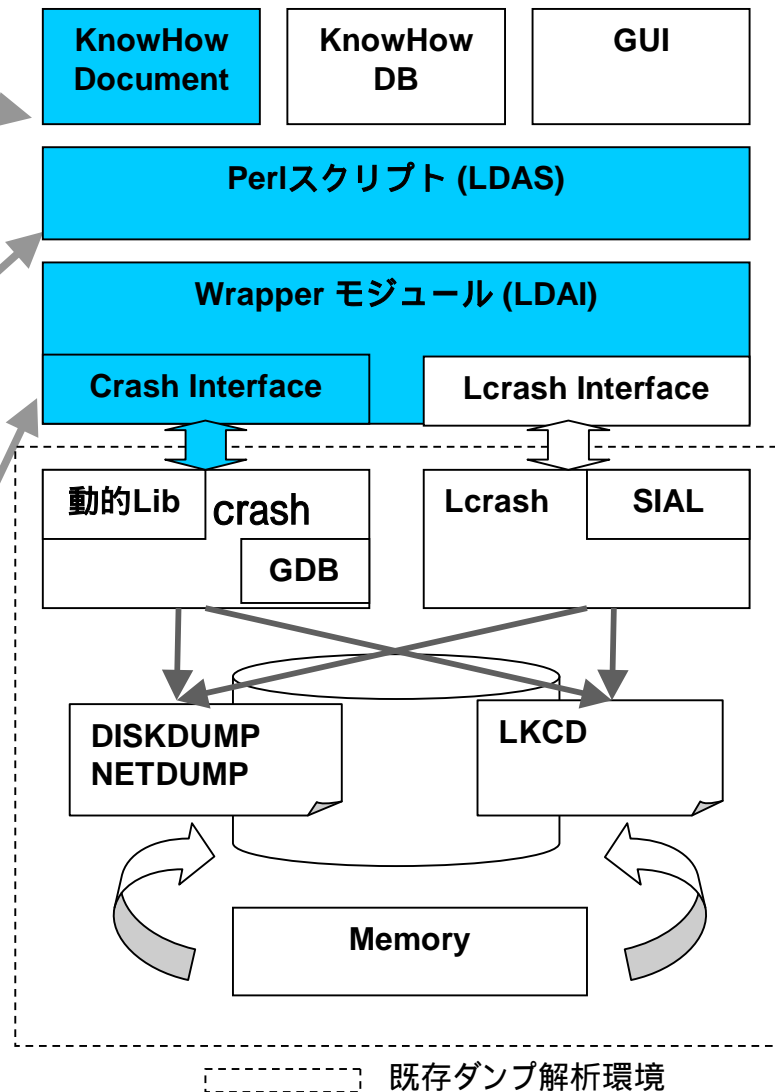 KnowHow
Document
KnowHow
DB
GUI
Perlスクリプト (LDAS)
Wrapper モジュール (LDAI)
Crash Interface
Lcrash Interface
動的Lib
crash
GDB
Lcrash
SIAL
DISKDUMP
NETDUMP
LKCD
Memory
既存ダンプ解析環境